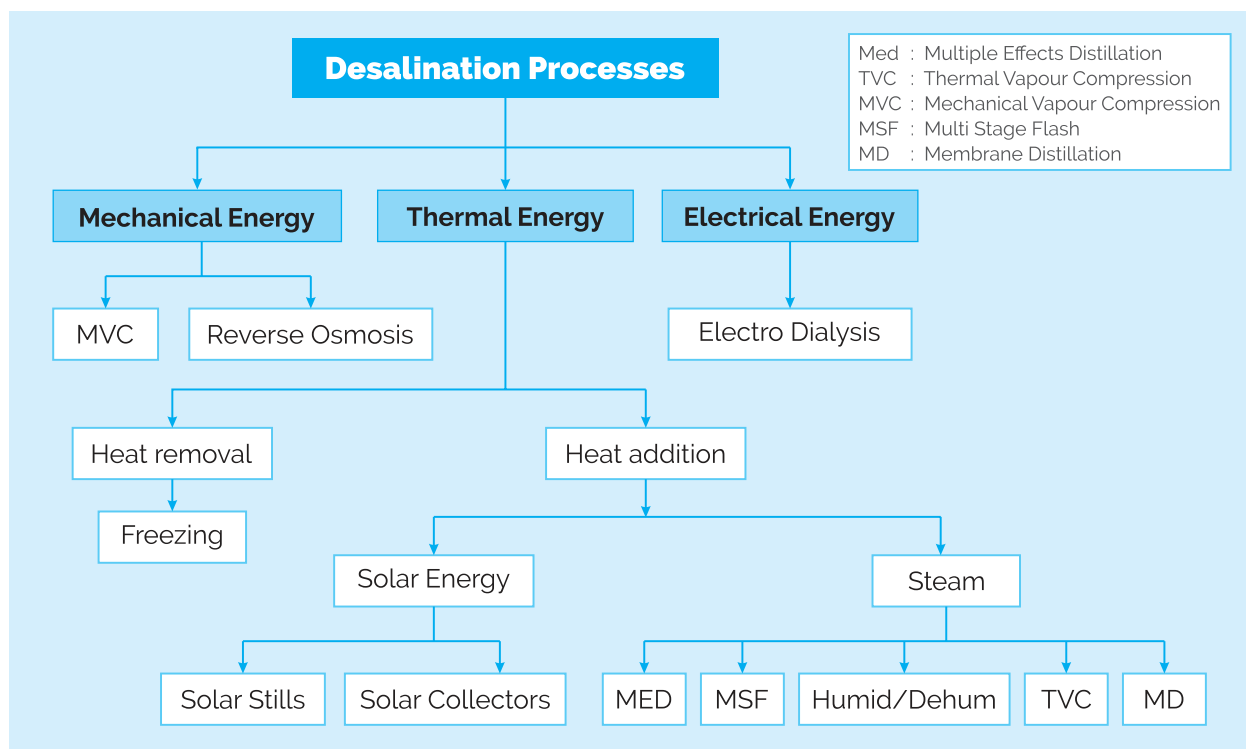 Desalination Processes
Med : Multiple Effects Distillation
TVC : Thermal Vapour Compression
MVC : Mechanical Vapour Compression
MSF : Multi Stage Flash
MD : Membrane Distillation
Mechanical Energy
Thermal Energy
Electrical Energy
MVC
Reverse Osmosis
Electro Dialysis
Heat removal
Heat addition
Freezing
Solar Energy
Steam
Solar Stills
Solar Collectors
MED
MSF
Humid/Dehum
TVC
MD